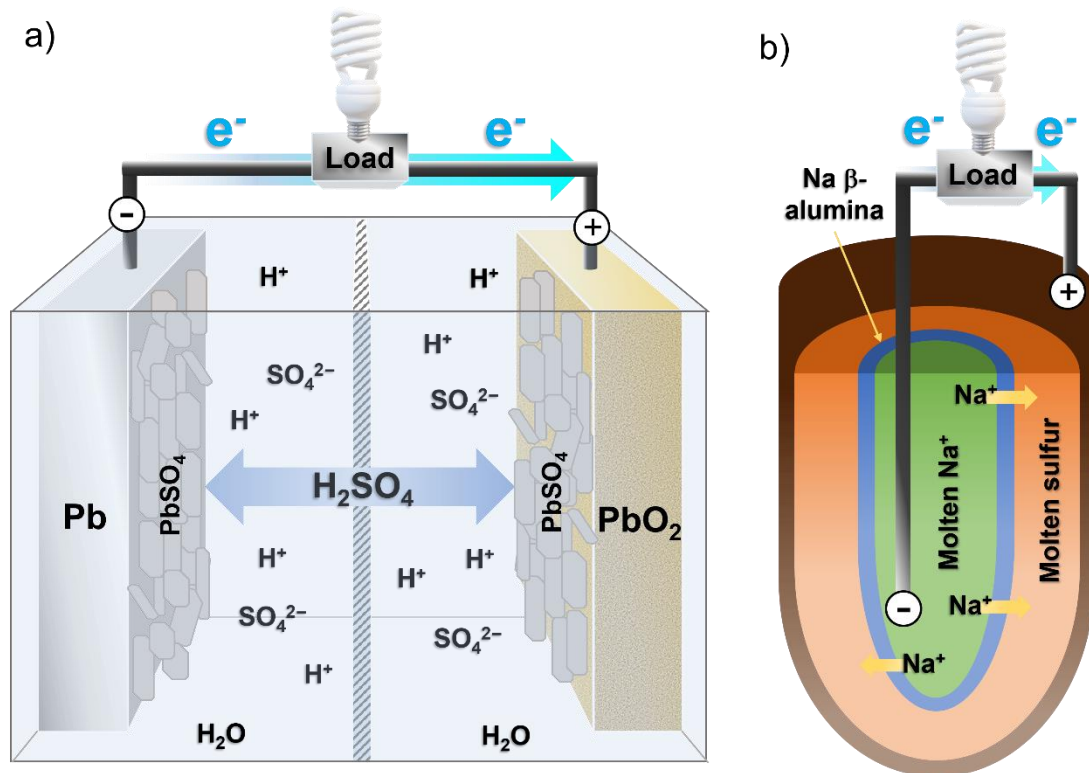 a)
e-
e-
Load
-
+
H⁺
H⁺
H⁺
SO₄²⁻
SO₄²⁻
H⁺
Pb
PbSO₄
H₂SO₄
PbSO₄
PbO₂
H⁺
H⁺
H⁺
SO₄²⁻
SO₄²⁻
H⁺
H₂O
H₂O
b)
e-
e-
Load
Na β-
alumina
+
Na⁺
Molten Na⁺
Molten sulfur
-
Na⁺
Na⁺